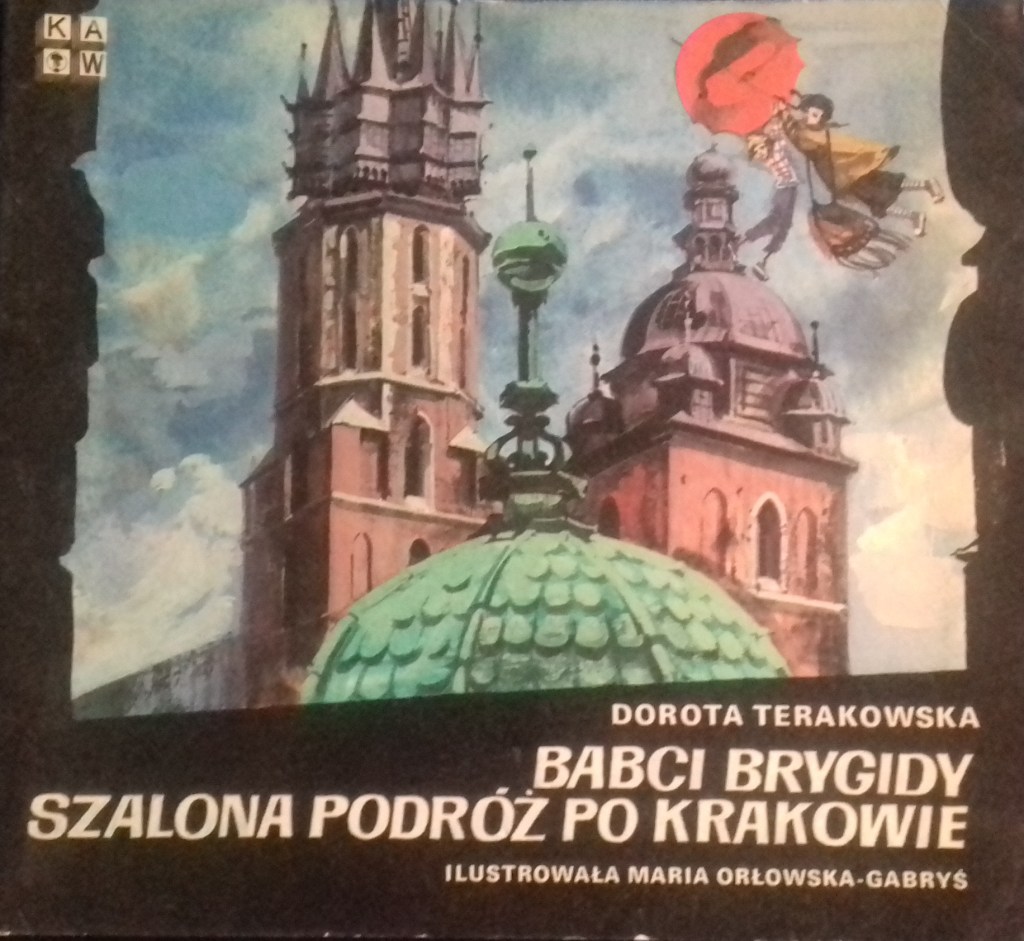 K A
W
DOROTA TERAKOWSKA
BABCI BRYGIDY
SZALONA PODRÓŻ PO KRAKOWIE
ILUSTROWAŁA MARIA ORŁOWSKA-GABRYŚ